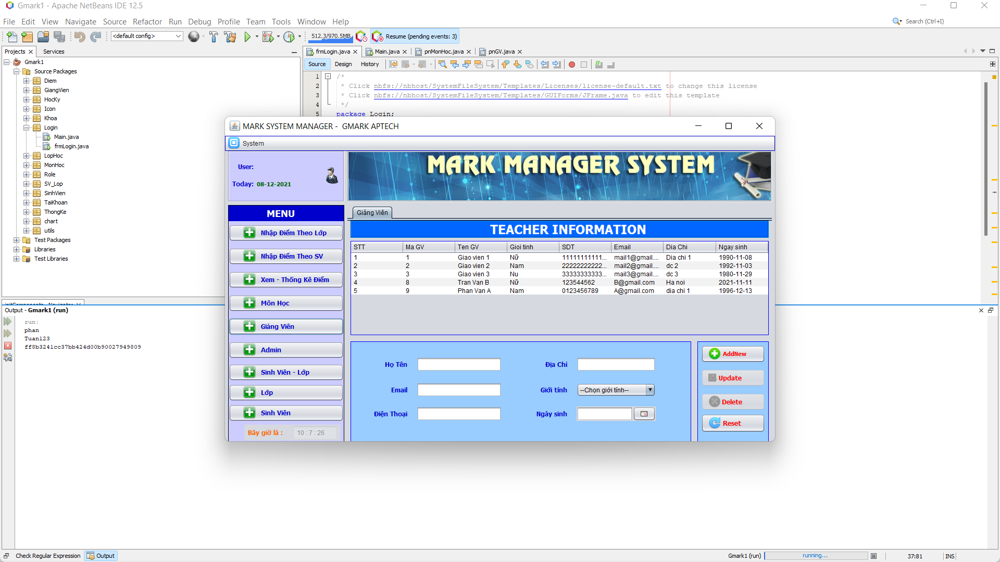 Gmark1 - Apache NetBeans IDE 12.5
File Edit View Navigate Source Refactor Run Debug Profile Team Tools Window Help
Search (Ctrl+I)
<default config>
512.3/970.5MB
Resume (pending events: 3)
Projects
Services
frmLogin.java
Main.java
pnMonHoc.java
pnGV.java
Source
Design
History
Gmark1
Source Packages
Diem
GiangVien
HocKy
Icon
Khoa
Login
Main.java
frmLogin.java
LopHoc
MonHoc
Role
SV_Lop
SinhVien
TaiKhoan
ThongKe
chart
utils
Test Packages
Libraries
Test Libraries
1 /*
2 * Click nbfs://nbhost/SystemFileSystem/Templates/Licenses/license-default.txt to change this license
3 * Click nbfs://nbhost/SystemFileSystem/Templates/GUIForms/JFrame.java to edit this template
4 */
5 package Login;
MARK SYSTEM MANAGER - GMARK APTECH
System
User:
Today: 08-12-2021
MARK MANAGER SYSTEM
MENU
Nhập Điểm Theo Lớp
Nhập Điểm Theo SV
Xem - Thống Kê Điểm
Môn Học
Giảng Viên
Admin
Sinh Viên - Lớp
Lớp
Sinh Viên
Bây giờ là : 10 : 7 : 26
Giảng Viên
TEACHER INFORMATION
STT Ma GV Ten GV Gioi tinh SDT Email Dia Chi Ngay sinh
1 1 Giao vien 1 Nữ 11111111111... mail1@gmail.... Dia chi 1 1990-11-08
2 2 Giao vien 2 Nam 22222222222... mail2@gmail.... dc 2 1992-11-03
3 3 Giao vien 3 Nu 33333333333... mail3@gmail.... dc 3 1980-11-29
4 8 Tran Van B Nữ 123544562 B@gmail.com Ha noi 2021-11-11
5 9 Phan Van A Nam 0123456789 A@gmail.com dia chi 1 1996-12-13
Họ Tên
Địa Chỉ
Email
Giới tính
--Chọn giới tính--
Điện Thoại
Ngày sinh
AddNew
Update
Delete
Reset
initComponents - Navigator
Output - Gmark1 (run)
run:
phan
Tuan123
ff8b3241cc37bb424d00b90027949809
Check Regular Expression
Output
Gmark1 (run)
running...
37:81
INS